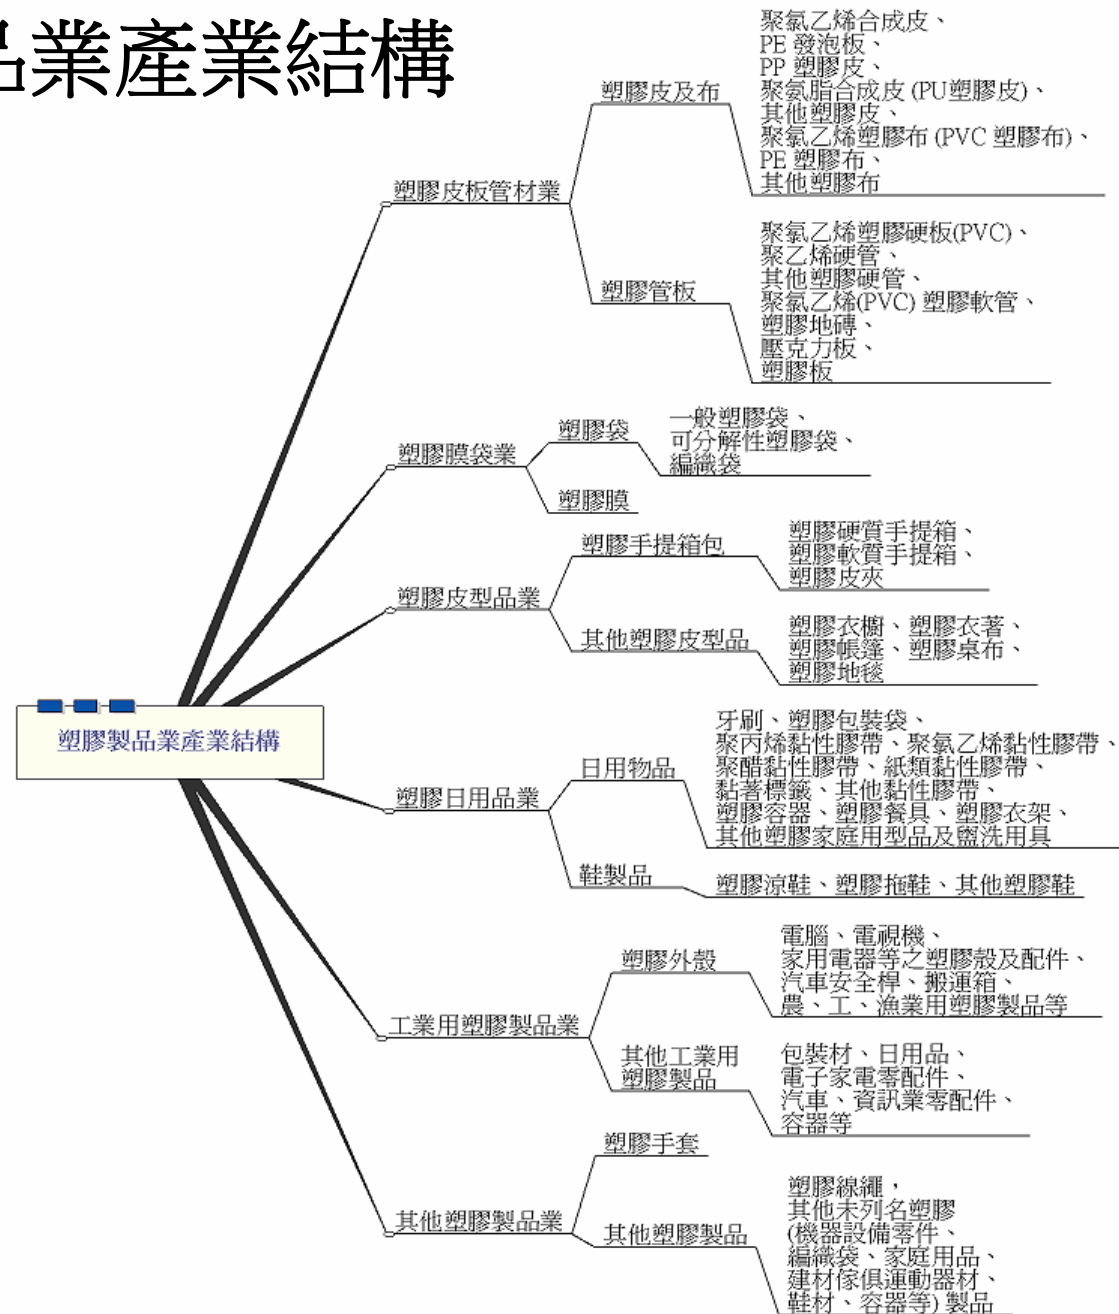 品業產業結構
塑膠製品業產業結構
塑膠皮板管材業
塑膠皮及布
聚氯乙烯合成皮、
PE 發泡板、
PP 塑膠皮、
聚氨脂合成皮 (PU塑膠皮)、
其他塑膠皮、
聚氯乙烯塑膠布 (PVC 塑膠布)、
PE 塑膠布、
其他塑膠布
塑膠管板
聚氯乙烯塑膠硬板(PVC)、
聚乙烯硬管、
其他塑膠硬管、
聚氯乙烯(PVC) 塑膠軟管、
塑膠地磚、
壓克力板、
塑膠板
塑膠膜袋業
塑膠袋
一般塑膠袋、
可分解性塑膠袋、
編織袋
塑膠膜
塑膠皮型品業
塑膠手提箱包
塑膠硬質手提箱、
塑膠軟質手提箱、
塑膠皮夾
其他塑膠皮型品
塑膠衣櫥、塑膠衣著、
塑膠帳篷、塑膠桌布、
塑膠地毯
塑膠日用品業
日用物品
牙刷、塑膠包裝袋、
聚丙烯黏性膠帶、聚氯乙烯黏性膠帶、
聚醋黏性膠帶、紙類黏性膠帶、
黏著標籤、其他黏性膠帶、
塑膠容器、塑膠餐具、塑膠衣架、
其他塑膠家庭用型品及盥洗用具
鞋製品
塑膠涼鞋、塑膠拖鞋、其他塑膠鞋
工業用塑膠製品業
塑膠外殼
電腦、電視機、
家用電器等之塑膠殼及配件、
汽車安全桿、搬運箱、
農、工、漁業用塑膠製品等
其他工業用
塑膠製品
包裝材、日用品、
電子家電零配件、
汽車、資訊業零配件、
容器等
其他塑膠製品業
塑膠手套
其他塑膠製品
塑膠線繩，
其他未列名塑膠
(機器設備零件、
編織袋、家庭用品、
建材傢俱運動器材、
鞋材、容器等) 製品